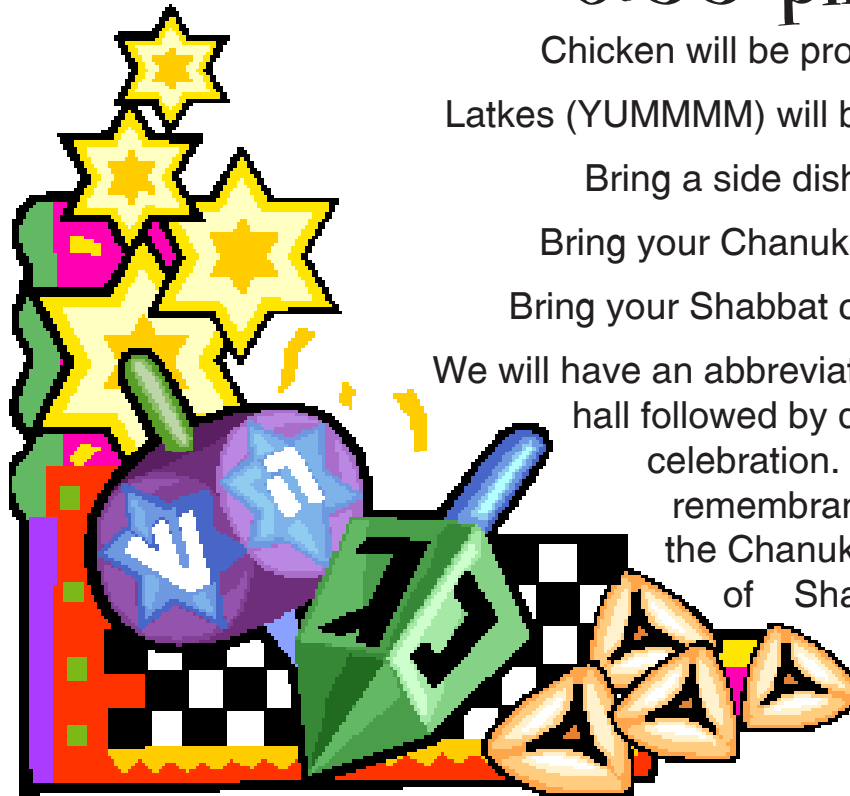 Chicken will be pro
Latkes (YUMMMM) will b
Bring a side dish
Bring your Chanuk
Bring your Shabbat c
We will have an abbreviat
hall followed by d
celebration.
remembran
the Chanuk
of Sha
ה
ש
ג
נ